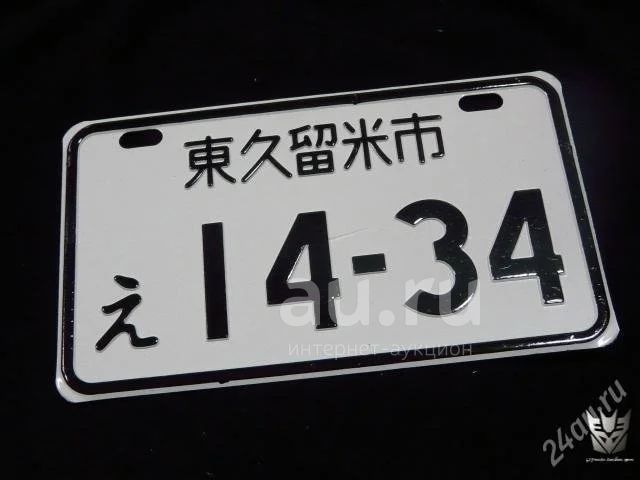 東久留米市
え 14-34
au.ru
интернет-аукцион
24au.ru